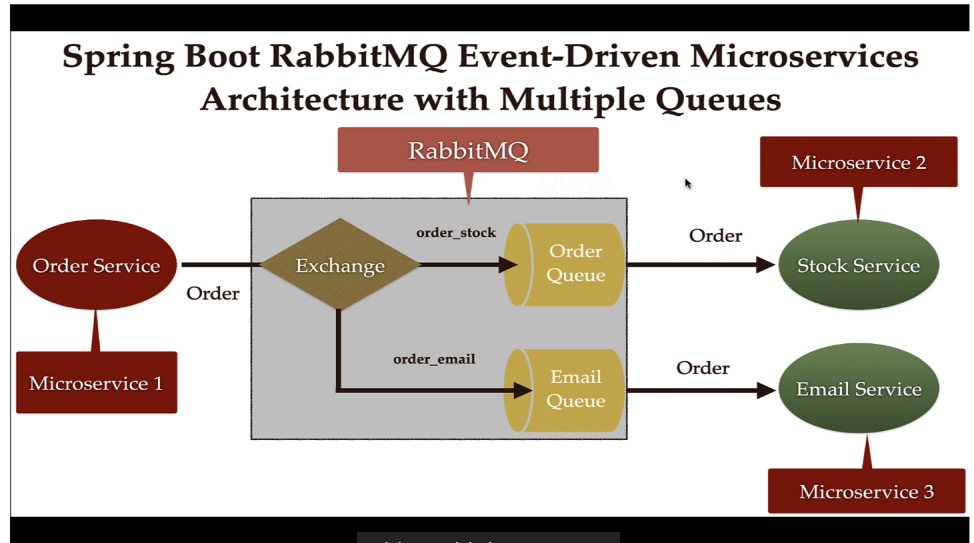 Spring Boot RabbitMQ Event-Driven Microservices
Architecture with Multiple Queues
RabbitMQ
Microservice 2
Queue
order_stock
Order
Order Service
Exchange
Order
Queue
Stock Service
Order
order_email
Order
Microservice 1
Email
Queue
Email Service
Microservice 3